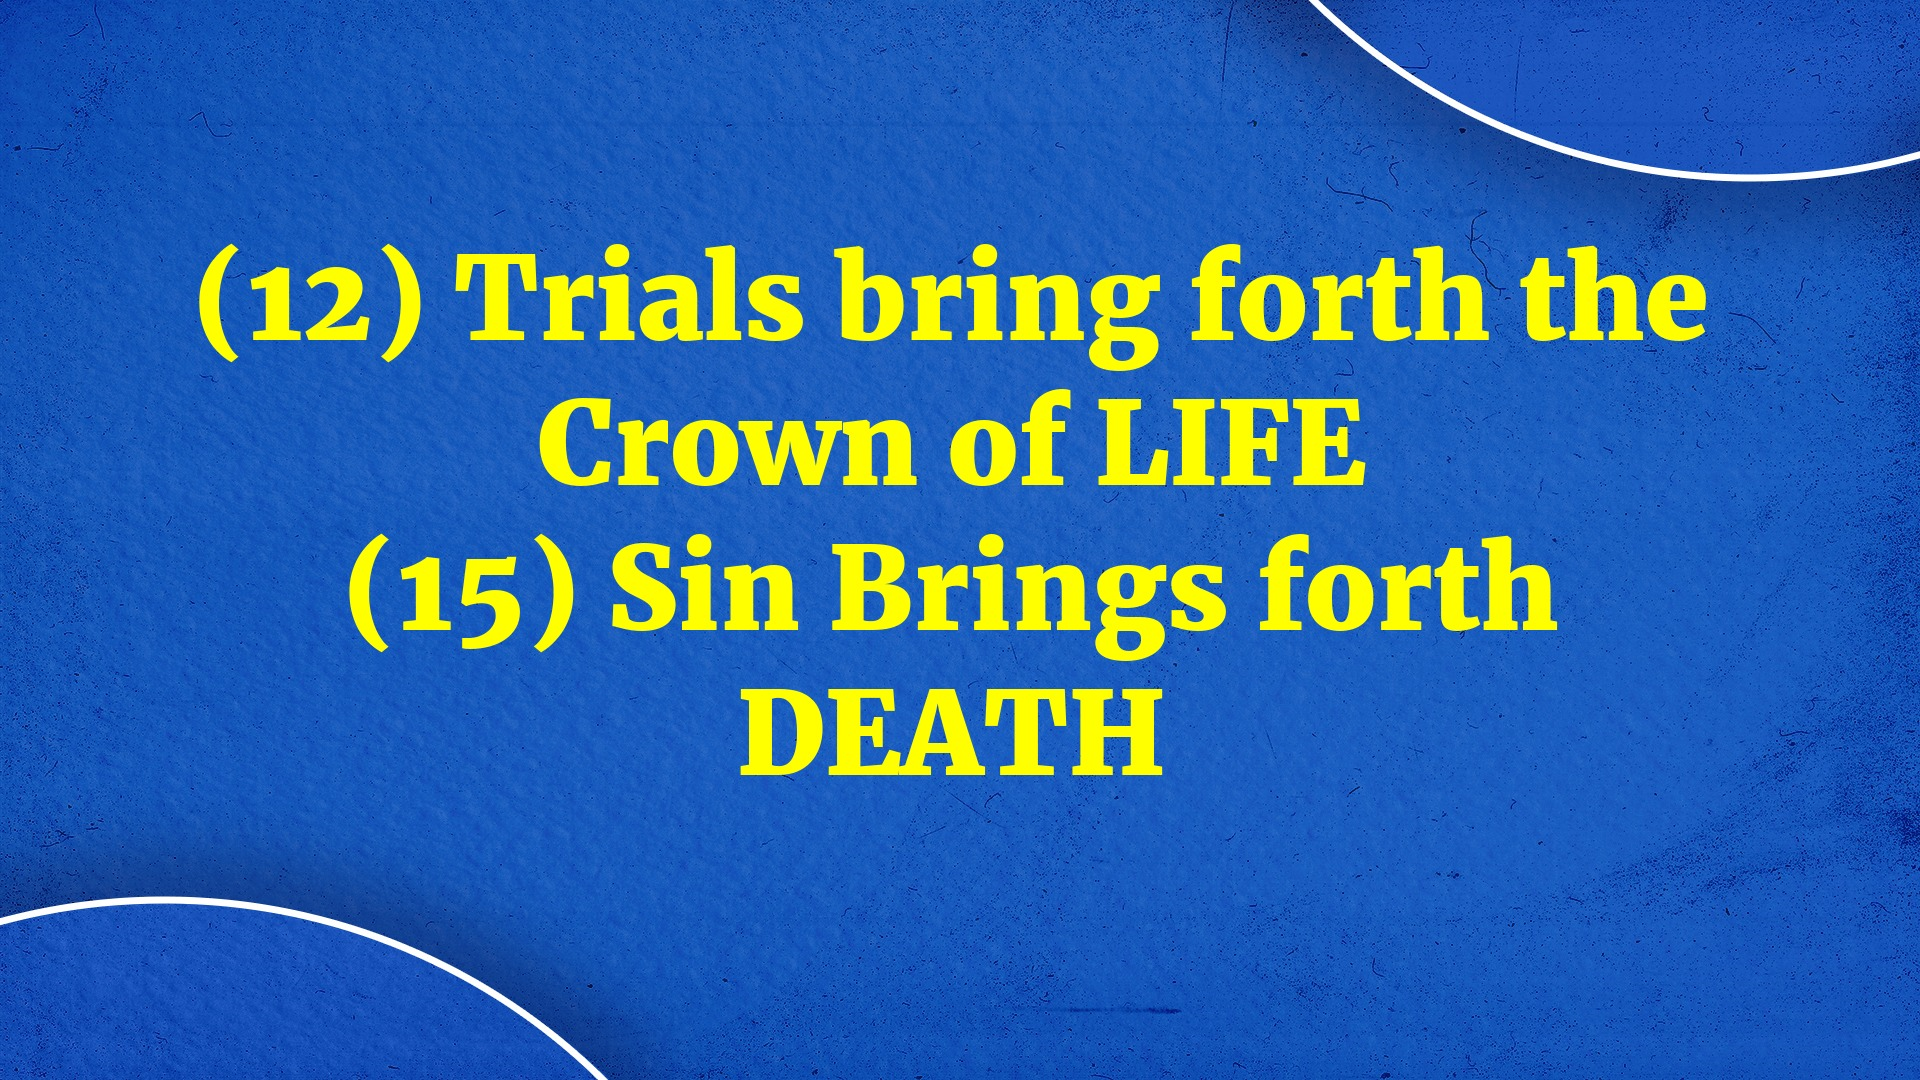 (12) Trials bring forth the
Crown of LIFE
(15) Sin Brings forth
DEATH